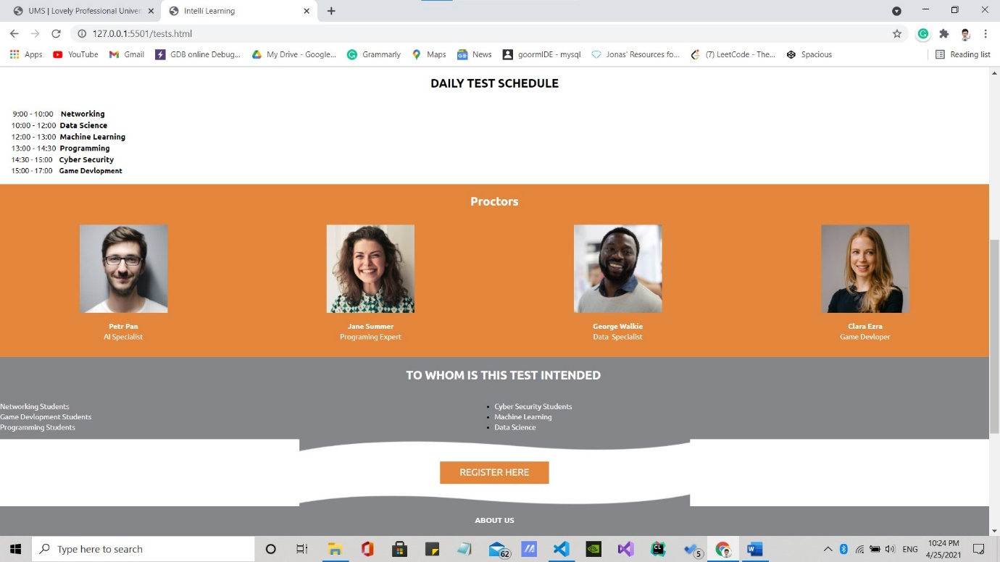 UMS | Lovely Professional Univer
Intellí Learning
127.0.0.1:5501/tests.html
Apps
YouTube
Gmail
GDB online Debug...
My Drive - Google...
Grammarly
Maps
News
goormIDE - mysql
Jonas' Resources fo...
(7) LeetCode - The...
Spacious
Reading list
DAILY TEST SCHEDULE
9:00 - 10:00 Networking
10:00 - 12:00 Data Science
12:00 - 13:00 Machine Learning
13:00 - 14:30 Programming
14:30 - 15:00 Cyber Security
15:00 - 17:00 Game Devlopment
Proctors
Petr Pan
AI Specialist
Jane Summer
Programing Expert
George Walkie
Data Specialist
Clara Ezra
Game Devloper
TO WHOM IS THIS TEST INTENDED
Networking Students
Game Devlopment Students
Programming Students
• Cyber Security Students
• Machine Learning
• Data Science
REGISTER HERE
ABOUT US
Type here to search
62
5
ENG
10:24 PM
4/25/2021